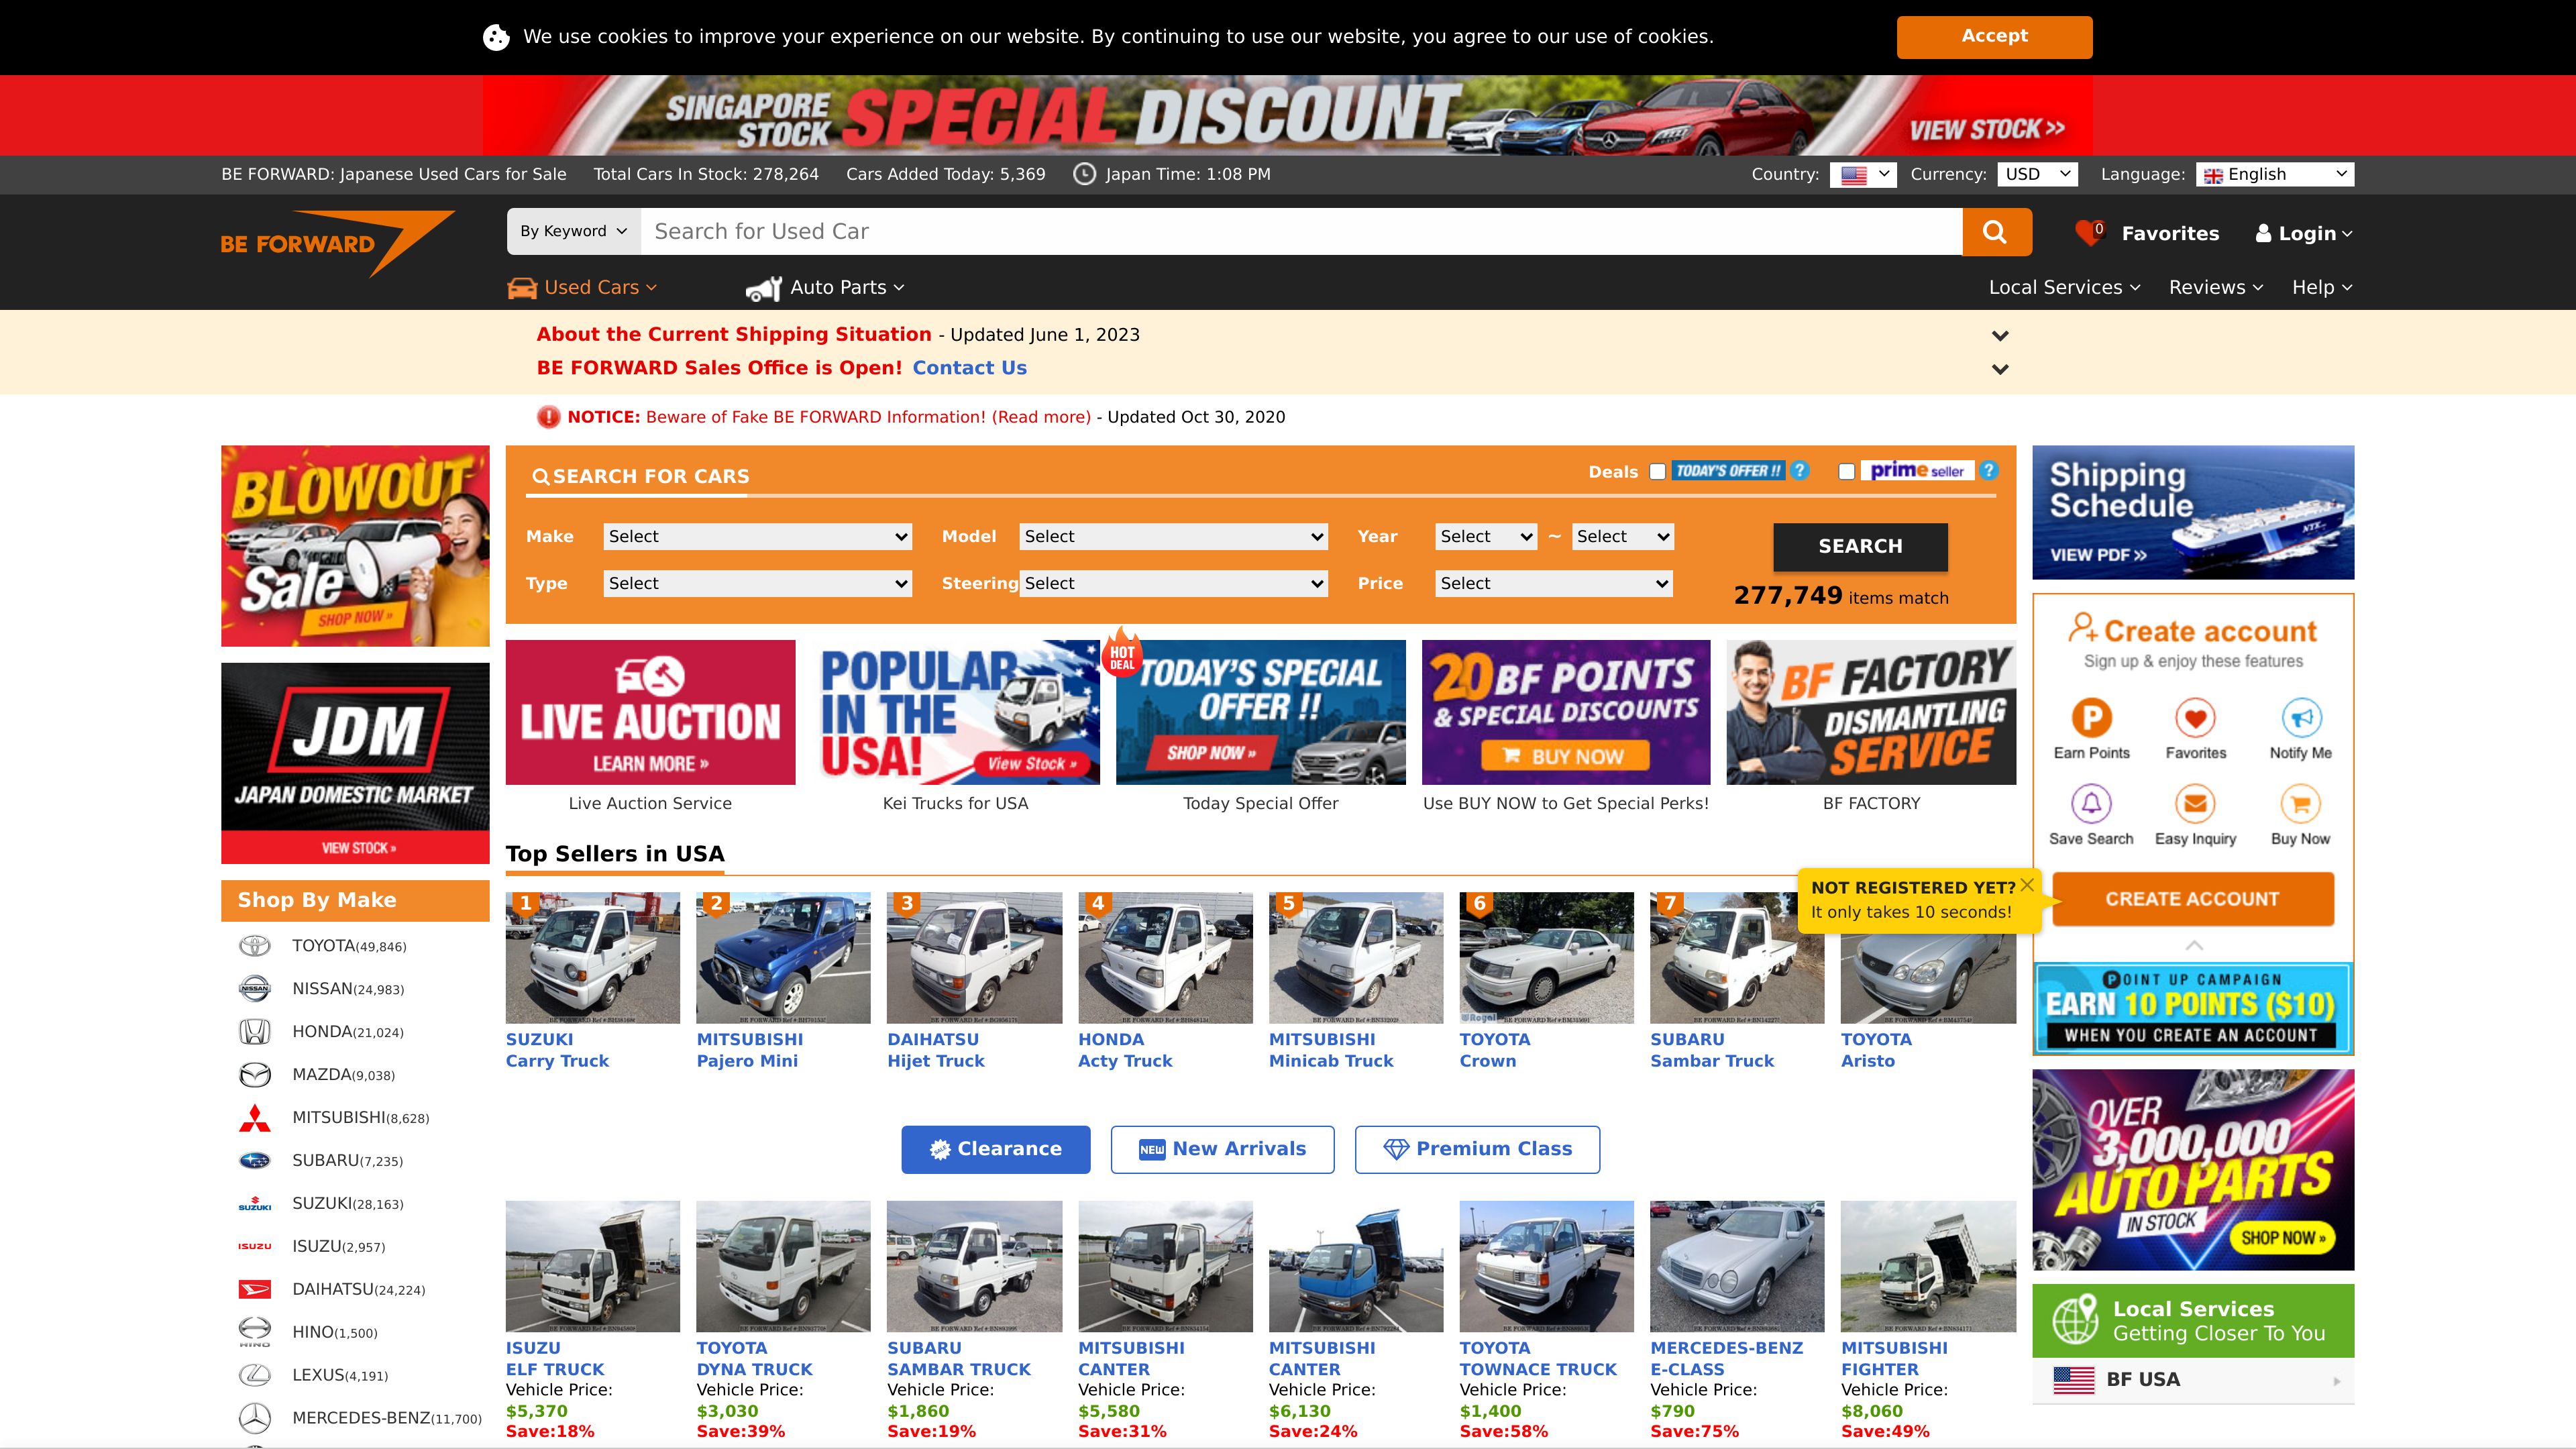 We use cookies to improve your experience on our website. By continuing to use our website, you agree to our use of cookies.
Accept
SINGAPORE STOCK SPECIAL DISCOUNT
VIEW STOCK >>
BE FORWARD: Japanese Used Cars for Sale
Total Cars In Stock: 278,264
Cars Added Today: 5,369
Japan Time: 1:08 PM
Country:
Currency: USD
Language: English
BE FORWARD
By Keyword
Search for Used Car
0
Favorites
Login
Used Cars
Auto Parts
Local Services
Reviews
Help
About the Current Shipping Situation - Updated June 1, 2023
BE FORWARD Sales Office is Open! Contact Us
NOTICE: Beware of Fake BE FORWARD Information! (Read more) - Updated Oct 30, 2020
BLOWOUT
Sale
SHOP NOW »
JDM
JAPAN DOMESTIC MARKET
VIEW STOCK »
Shop By Make
TOYOTA(49,846)
NISSAN(24,983)
HONDA(21,024)
MAZDA(9,038)
MITSUBISHI(8,628)
SUBARU(7,235)
SUZUKI(28,163)
ISUZU(2,957)
DAIHATSU(24,224)
HINO(1,500)
LEXUS(4,191)
MERCEDES-BENZ(11,700)
SEARCH FOR CARS
Deals
TODAY'S OFFER !!
?
prime seller
?
Make
Select
Model
Select
Year
Select
~
Select
SEARCH
Type
Select
Steering
Select
Price
Select
277,749 items match
LIVE AUCTION
LEARN MORE »
Live Auction Service
POPULAR
IN THE
USA!
View Stock »
Kei Trucks for USA
HOT
DEAL
TODAY'S SPECIAL
OFFER !!
SHOP NOW »
Today Special Offer
20 BF POINTS
& SPECIAL DISCOUNTS
BUY NOW
Use BUY NOW to Get Special Perks!
BF FACTORY
DISMANTLING
SERVICE
BF FACTORY
Top Sellers in USA
1
SUZUKI
Carry Truck
2
MITSUBISHI
Pajero Mini
3
DAIHATSU
Hijet Truck
4
HONDA
Acty Truck
5
MITSUBISHI
Minicab Truck
6
TOYOTA
Crown
7
SUBARU
Sambar Truck
TOYOTA
Aristo
Clearance
NEW New Arrivals
Premium Class
ISUZU
ELF TRUCK
Vehicle Price:
$5,370
Save:18%
TOYOTA
DYNA TRUCK
Vehicle Price:
$3,030
Save:39%
SUBARU
SAMBAR TRUCK
Vehicle Price:
$1,860
Save:19%
MITSUBISHI
CANTER
Vehicle Price:
$5,580
Save:31%
MITSUBISHI
CANTER
Vehicle Price:
$6,130
Save:24%
TOYOTA
TOWNACE TRUCK
Vehicle Price:
$1,400
Save:58%
MERCEDES-BENZ
E-CLASS
Vehicle Price:
$790
Save:75%
MITSUBISHI
FIGHTER
Vehicle Price:
$8,060
Save:49%
Shipping
Schedule
VIEW PDF »
Create account
Sign up & enjoy these features
Earn Points
Favorites
Notify Me
Save Search
Easy Inquiry
Buy Now
NOT REGISTERED YET?
It only takes 10 seconds!
CREATE ACCOUNT
POINT UP CAMPAIGN
EARN 10 POINTS ($10)
WHEN YOU CREATE AN ACCOUNT
OVER
3,000,000
AUTO PARTS
IN STOCK
SHOP NOW »
Local Services
Getting Closer To You
BF USA